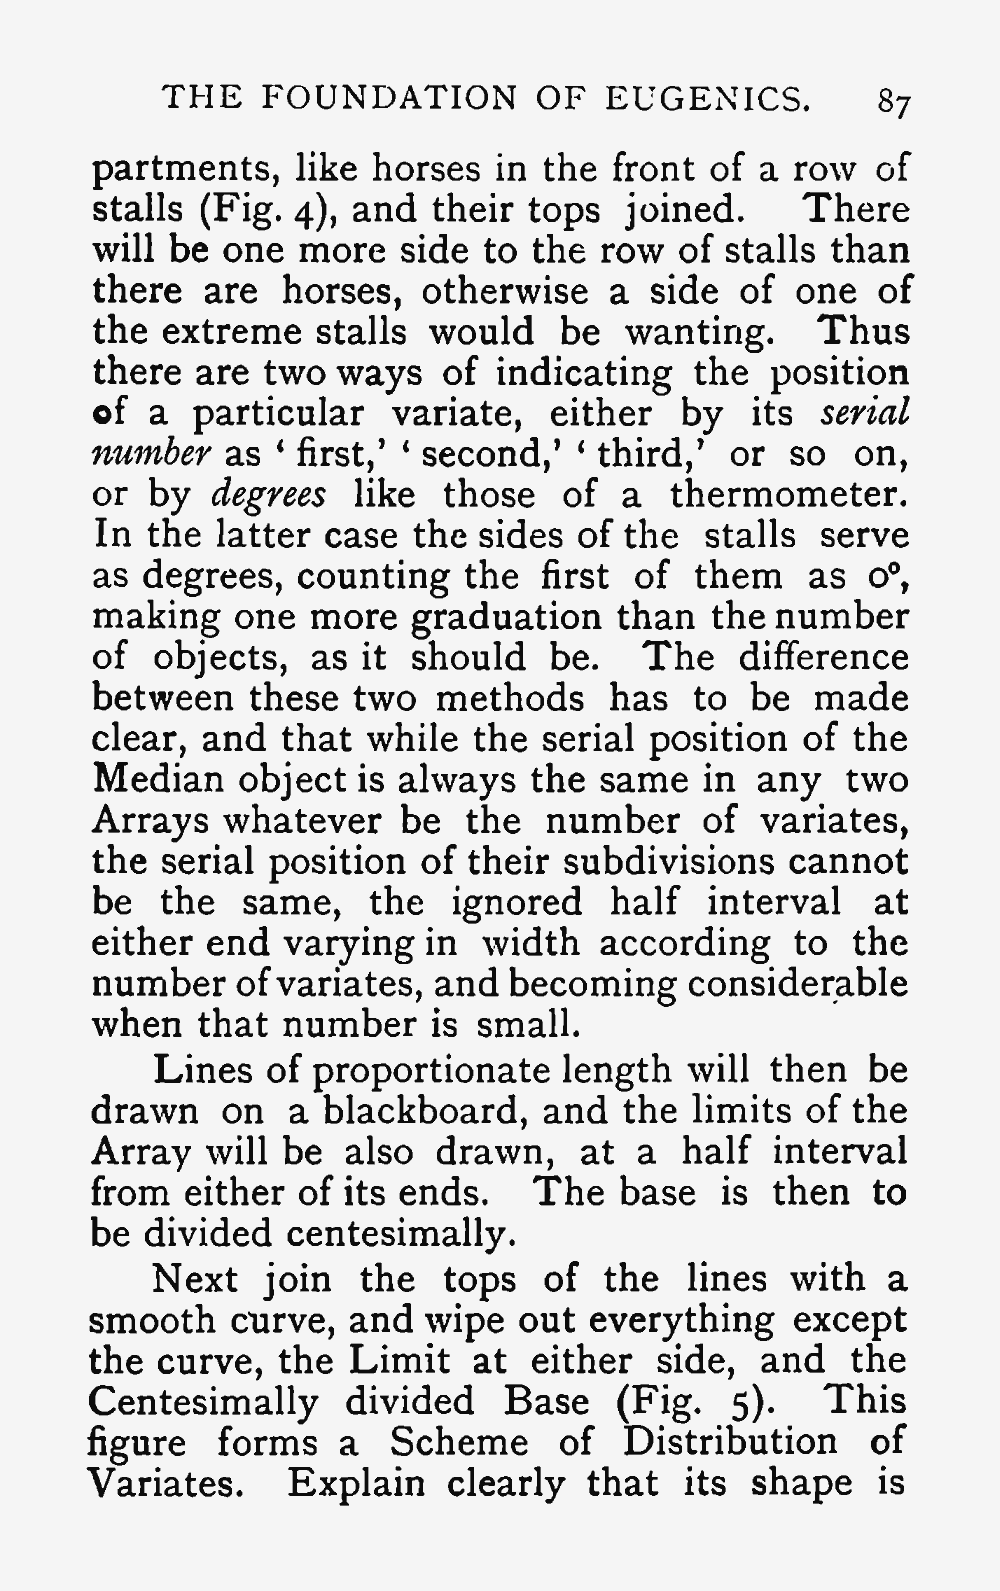 THE FOUNDATION OF EUGENICS. 87
partments, like horses in the front of a row of
stalls (Fig. 4), and their tops joined. There
will be one more side to the row of stalls than
there are horses, otherwise a side of one of
the extreme stalls would be wanting. Thus
there are two ways of indicating the position
of a particular variate, either by its serial
number as ‘ first,’ ‘ second,’ ‘ third,’ or so on,
or by degrees like those of a thermometer.
In the latter case the sides of the stalls serve
as degrees, counting the first of them as 0°,
making one more graduation than the number
of objects, as it should be. The difference
between these two methods has to be made
clear, and that while the serial position of the
Median object is always the same in any two
Arrays whatever be the number of variates,
the serial position of their subdivisions cannot
be the same, the ignored half interval at
either end varying in width according to the
number of variates, and becoming considerable
when that number is small.
Lines of proportionate length will then be
drawn on a blackboard, and the limits of the
Array will be also drawn, at a half interval
from either of its ends. The base is then to
be divided centesimally.
Next join the tops of the lines with a
smooth curve, and wipe out everything except
the curve, the Limit at either side, and the
Centesimally divided Base (Fig. 5). This
figure forms a Scheme of Distribution of
Variates. Explain clearly that its shape is